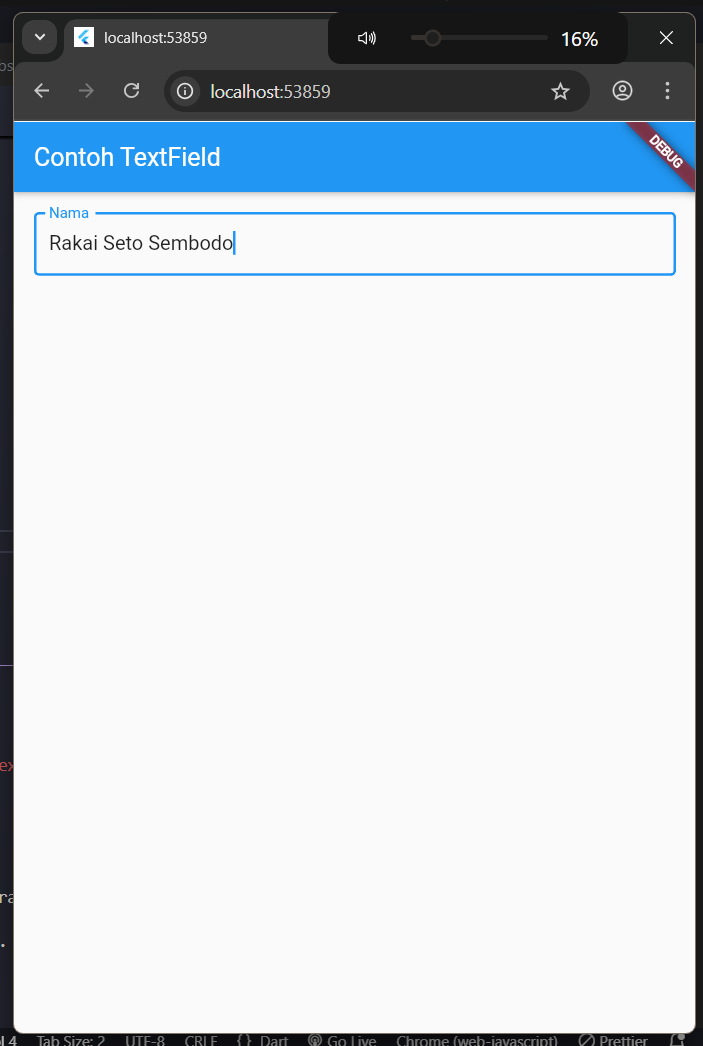 localhost:53859
16%
localhost:53859
Contoh TextField
DEBUG
Nama
Rakai Seto Sembodo
Tab Size: 2 UTF-8 CRLF {} Dart Go Live Chrome (web-javascript) Prettier